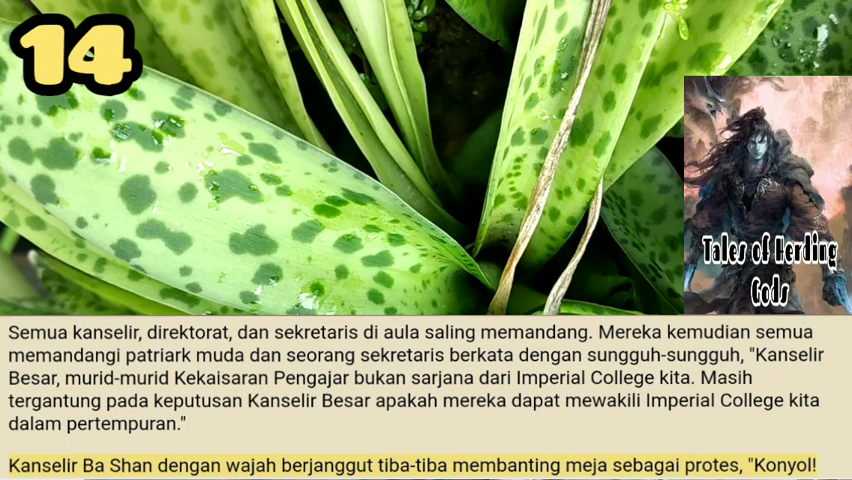 14
Tales of Herding
Gods
Semua kanselir, direktorat, dan sekretaris di aula saling memandang. Mereka kemudian semua
memandangi patriark muda dan seorang sekretaris berkata dengan sungguh-sungguh, "Kanselir
Besar, murid-murid Kekaisaran Pengajar bukan sarjana dari Imperial College kita. Masih
tergantung pada keputusan Kanselir Besar apakah mereka dapat mewakili Imperial College kita
dalam pertempuran."
Kanselir Ba Shan dengan wajah berjanggut tiba-tiba membanting meja sebagai protes, "Konyol!